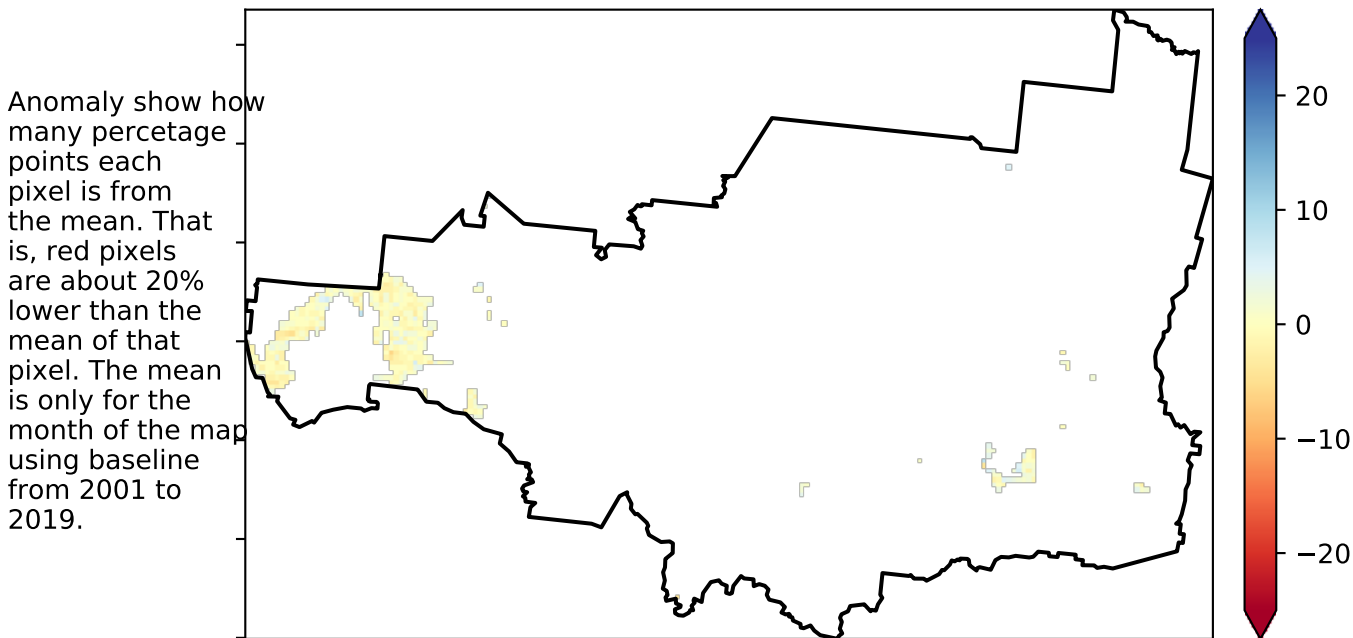 Anomaly show how
many percetage
points each
pixel is from
the mean. That
is, red pixels
are about 20%
lower than the
mean of that
pixel. The mean
is only for the
month of the map
using baseline
from 2001 to
2019.
20
10
0
−10
−20